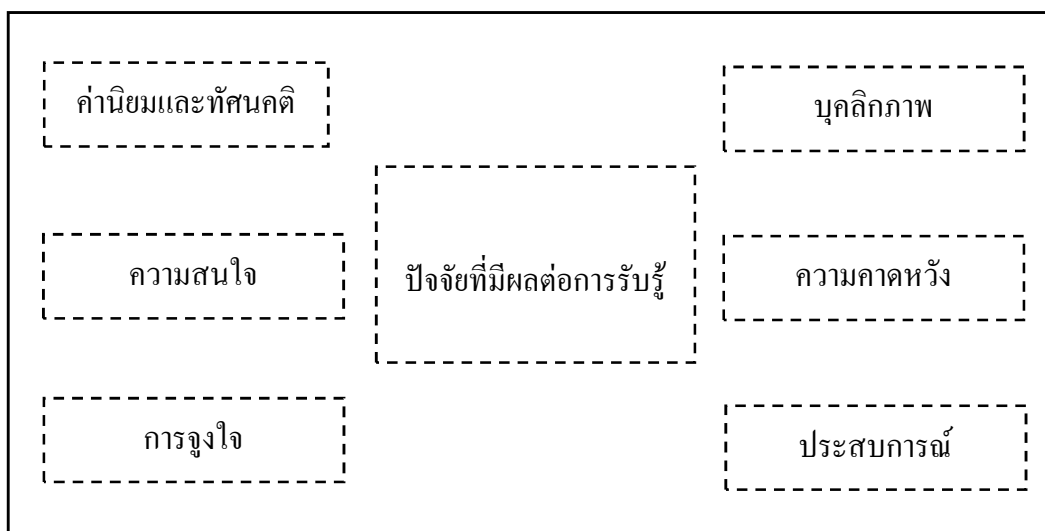 ค่านิยมและทัศนคติ
บุคลิกภาพ
ความสนใจ
ปัจจัยที่มีผลต่อการรับรู้
ความคาดหวัง
การจูงใจ
ประสบการณ์